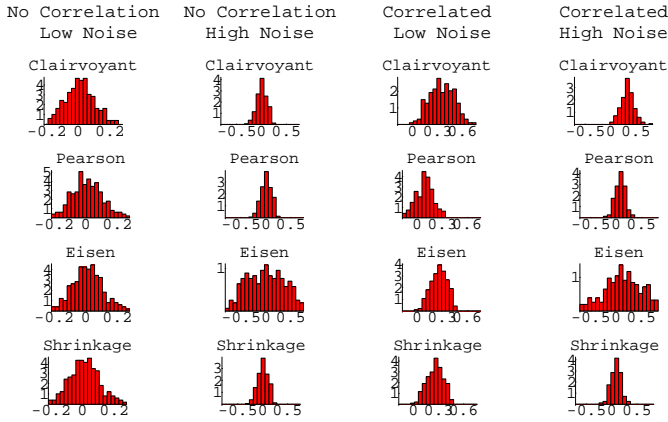 No Correlation No Correlation Correlated Correlated
Low Noise High Noise Low Noise High Noise
Clairvoyant Clairvoyant Clairvoyant Clairvoyant
4 3 2 1 4 3 2 1 2 1 3 2 1
-0.2 0 0.2 -0.5 0 0.5 0 0.3 0.6 -0.5 0 0.5
Pearson Pearson Pearson Pearson
5 4 3 2 1 3 2 1 4 3 2 1 4 3 2 1
-0.2 0 0.2 -0.5 0 0.5 0 0.3 0.6 -0.5 0 0.5
Eisen Eisen Eisen Eisen
4 3 2 1 1 4 3 2 1 1
-0.2 0 0.2 -0.5 0 0.5 0 0.3 0.6 -0.5 0 0.5
Shrinkage Shrinkage Shrinkage Shrinkage
4 3 2 1 4 3 2 1 4 3 2 1 4 3 2 1
-0.2 0 0.2 -0.5 0 0.5 0 0.3 0.6 -0.5 0 0.5